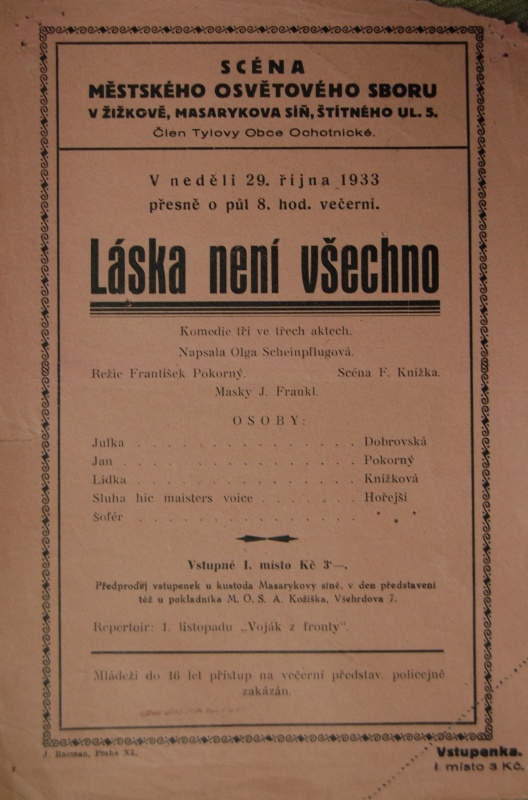 SCÉNA
MĚSTSKÉHO OSVĚTOVÉHO SBORU
V ŽIŽKOVĚ, MASARYKOVA SÍŇ, ŠTÍTNÉHO UL. 5.
Člen Tylovy Obce Ochotnické.
V neděli 29. října 1933
přesně o půl 8. hod. večerní.
Láska není všechno
Komedie tří ve třech aktech.
Napsala Olga Scheinpflugová.
Režie František Pokorný. Scéna F. Knížka.
Masky J. Frankl.
OSOBY:
Julka . . . . . . . . . . . . . . Dobrovská
Jan . . . . . . . . . . . . . . . Pokorný
Lidka . . . . . . . . . . . . . . Knížková
Sluha hic maisters voice . . . . . . Hořejší
Šofér . . . . . . . . . . . . . . * * *
Vstupné I. místo Kč 3·—,
Předprodej vstupenek u kustoda Masarykovy síně, v den představení
též u pokladníka M. O. S. A. Kožíška, Všehrdova 7.
Repertoir: 1. listopadu „Voják z fronty“.
Mládeži do 16 let přístup na večerní představ. policejně
zakázán.
J. Praha XI.
Vstupenka.
I. místo 3 Kč.